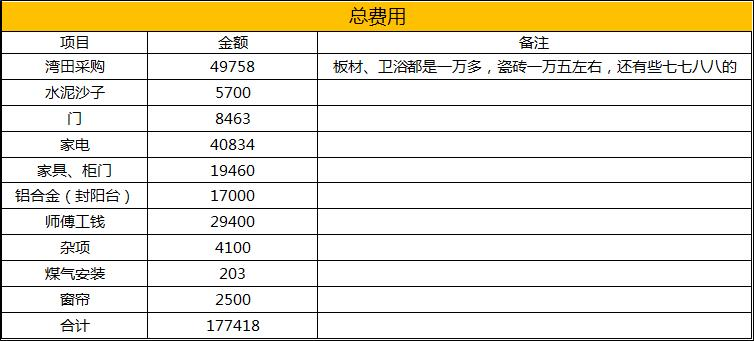 总费用
项目 金额 备注
湾田采购 49758 板材、卫浴都是一万多，瓷砖一万五左右，还有些七七八八的
水泥沙子 5700
门 8463
家电 40834
家具、柜门 19460
铝合金（封阳台） 17000
师傅工钱 29400
杂项 4100
煤气安装 203
窗帘 2500
合计 177418